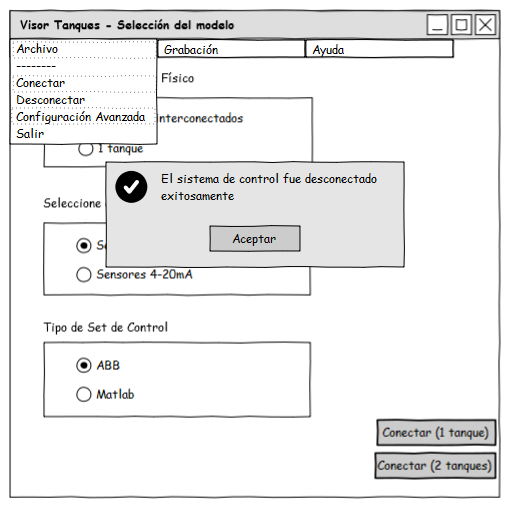 Visor Tanques - Selección del modelo
Archivo
Grabación
Ayuda
--------
Conectar
Desconectar
Configuración Avanzada
Salir
Físico
interconectados
1 tanque
El sistema de control fue desconectado
exitosamente
Aceptar
Seleccione
Sensores 4-20mA
Tipo de Set de Control
ABB
Matlab
Conectar (1 tanque)
Conectar (2 tanques)